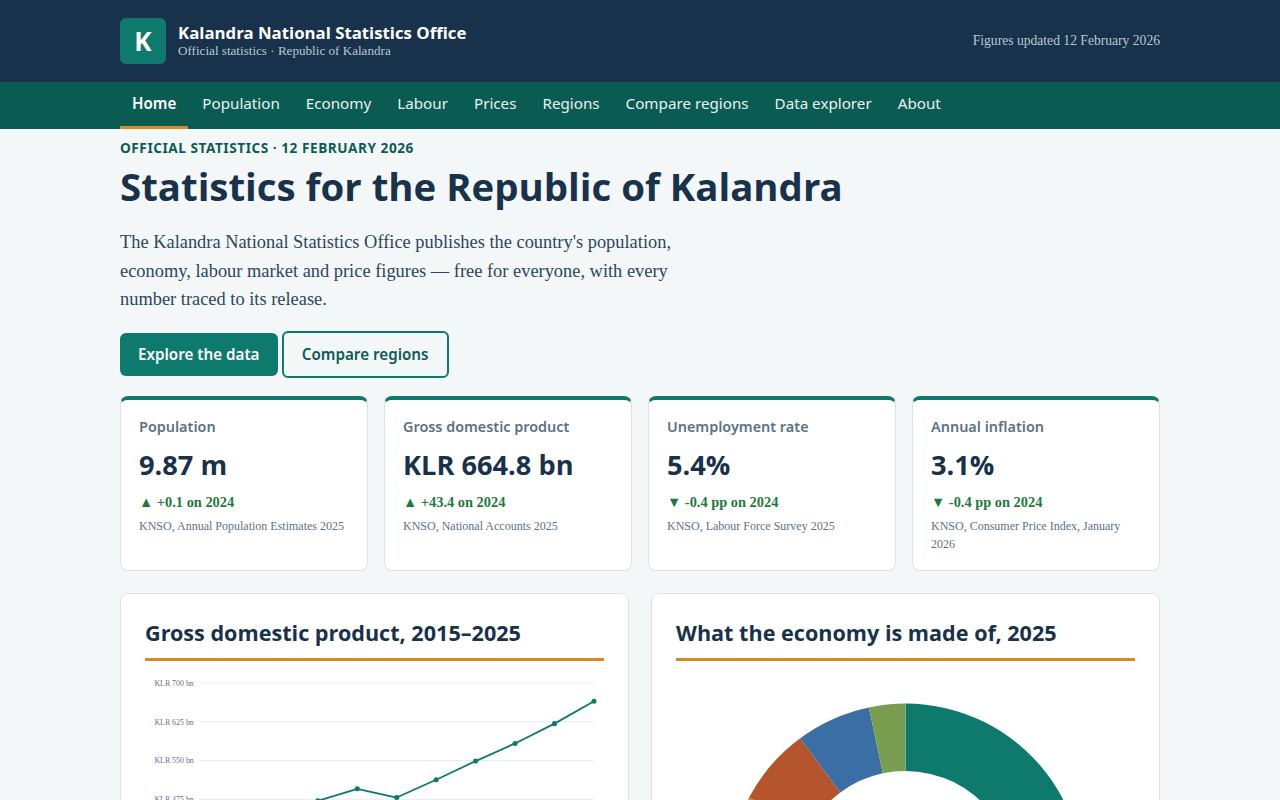 K
Kalandra National Statistics Office
Official statistics · Republic of Kalandra
Figures updated 12 February 2026
Home Population Economy Labour Prices Regions Compare regions Data explorer About
OFFICIAL STATISTICS · 12 FEBRUARY 2026
Statistics for the Republic of Kalandra
The Kalandra National Statistics Office publishes the country's population,
economy, labour market and price figures — free for everyone, with every
number traced to its release.
Explore the data
Compare regions
Population
9.87 m
▲ +0.1 on 2024
KNSO, Annual Population Estimates 2025
Gross domestic product
KLR 664.8 bn
▲ +43.4 on 2024
KNSO, National Accounts 2025
Unemployment rate
5.4%
▼ -0.4 pp on 2024
KNSO, Labour Force Survey 2025
Annual inflation
3.1%
▼ -0.4 pp on 2024
KNSO, Consumer Price Index, January
2026
Gross domestic product, 2015–2025
KLR 700 bn
KLR 625 bn
KLR 550 bn
KLR 475 bn
What the economy is made of, 2025